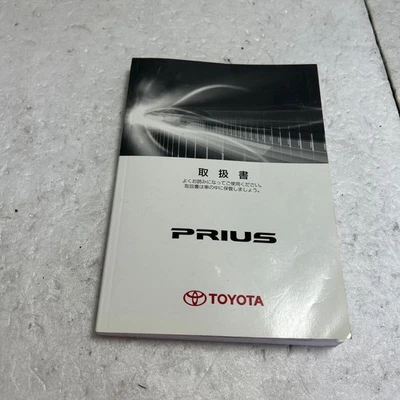 取扱書
よくお読みになってご使用ください。
取扱書は車の中に保管しましょう。
PRIUS
TOYOTA